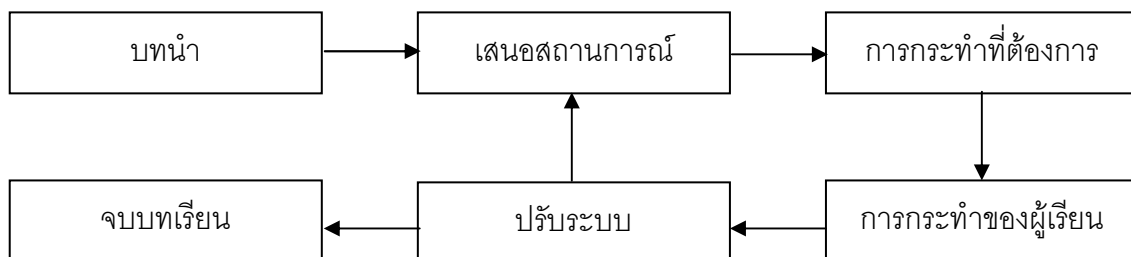 บทนำ
เสนอสถานการณ์
การกระทำที่ต้องการ
จบบทเรียน
ปรับระบบ
การกระทำของผู้เรียน